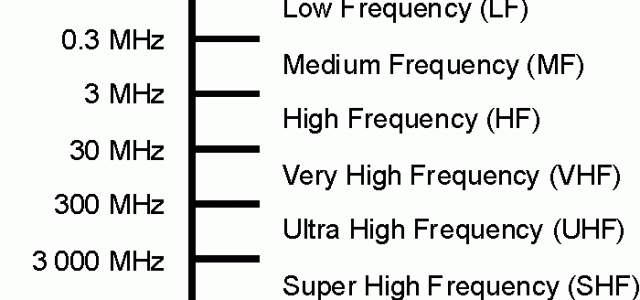 Low Frequency (LF)
0.3 MHz
Medium Frequency (MF)
3 MHz
High Frequency (HF)
30 MHz
Very High Frequency (VHF)
300 MHz
Ultra High Frequency (UHF)
3 000 MHz
Super High Frequency (SHF)